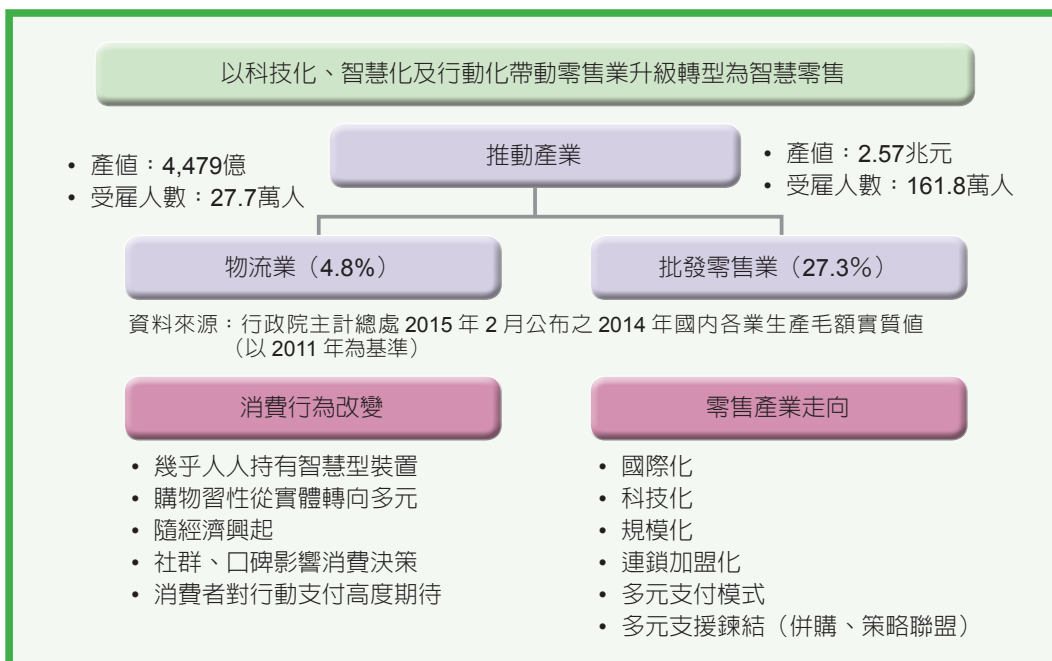 以科技化、智慧化及行動化帶動零售業升級轉型為智慧零售
推動產業
• 產值：4,479億
• 受雇人數：27.7萬人
• 產值：2.57兆元
• 受雇人數：161.8萬人
物流業（4.8%）
批發零售業（27.3%）
資料來源：行政院主計總處 2015 年 2 月公布之 2014 年國內各業生產毛額實質值
（以 2011 年為基準）
消費行為改變
• 幾乎人人持有智慧型裝置
• 購物習性從實體轉向多元
• 隨經濟興起
• 社群、口碑影響消費決策
• 消費者對行動支付高度期待
零售產業走向
• 國際化
• 科技化
• 規模化
• 連鎖加盟化
• 多元支付模式
• 多元支援鍊結（併購、策略聯盟）